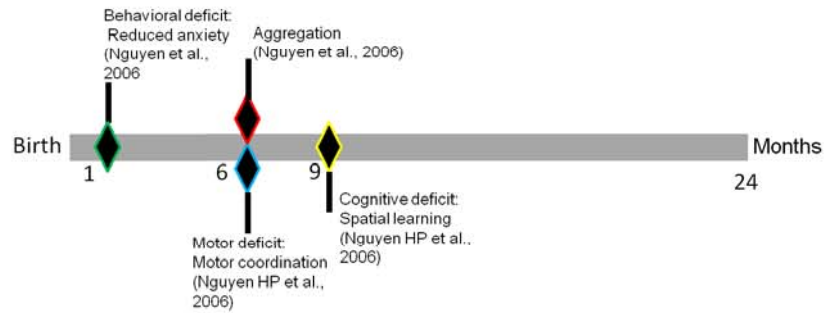 Behavioral deficit:
Reduced anxiety
(Nguyen et al.,
2006
Aggregation
(Nguyen et al., 2006)
Birth
Months
1
6
9
24
Cognitive deficit:
Spatial learning
(Nguyen HP et al.,
2006)
Motor deficit:
Motor coordination
(Nguyen HP et al.,
2006)